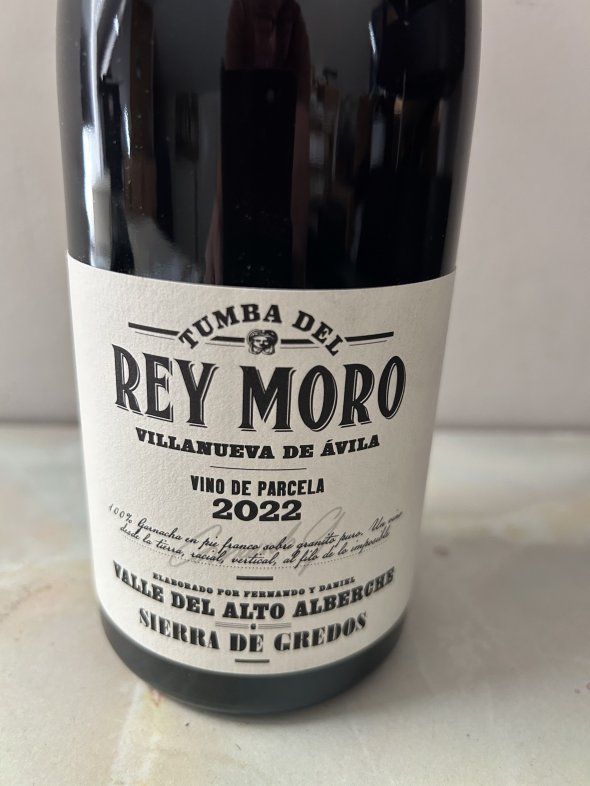 TUMBA DEL
REY MORO
VILLANUEVA DE ÁVILA
VINO DE PARCELA
2022
100% Garnacha en pie franco sobre granito puro. Un vino
desde la tierra, racial, vertical, al filo de lo imposible
ELABORADO POR FERNANDO Y DANIEL
VALLE DEL ALTO ALBERCHE
SIERRA DE GREDOS